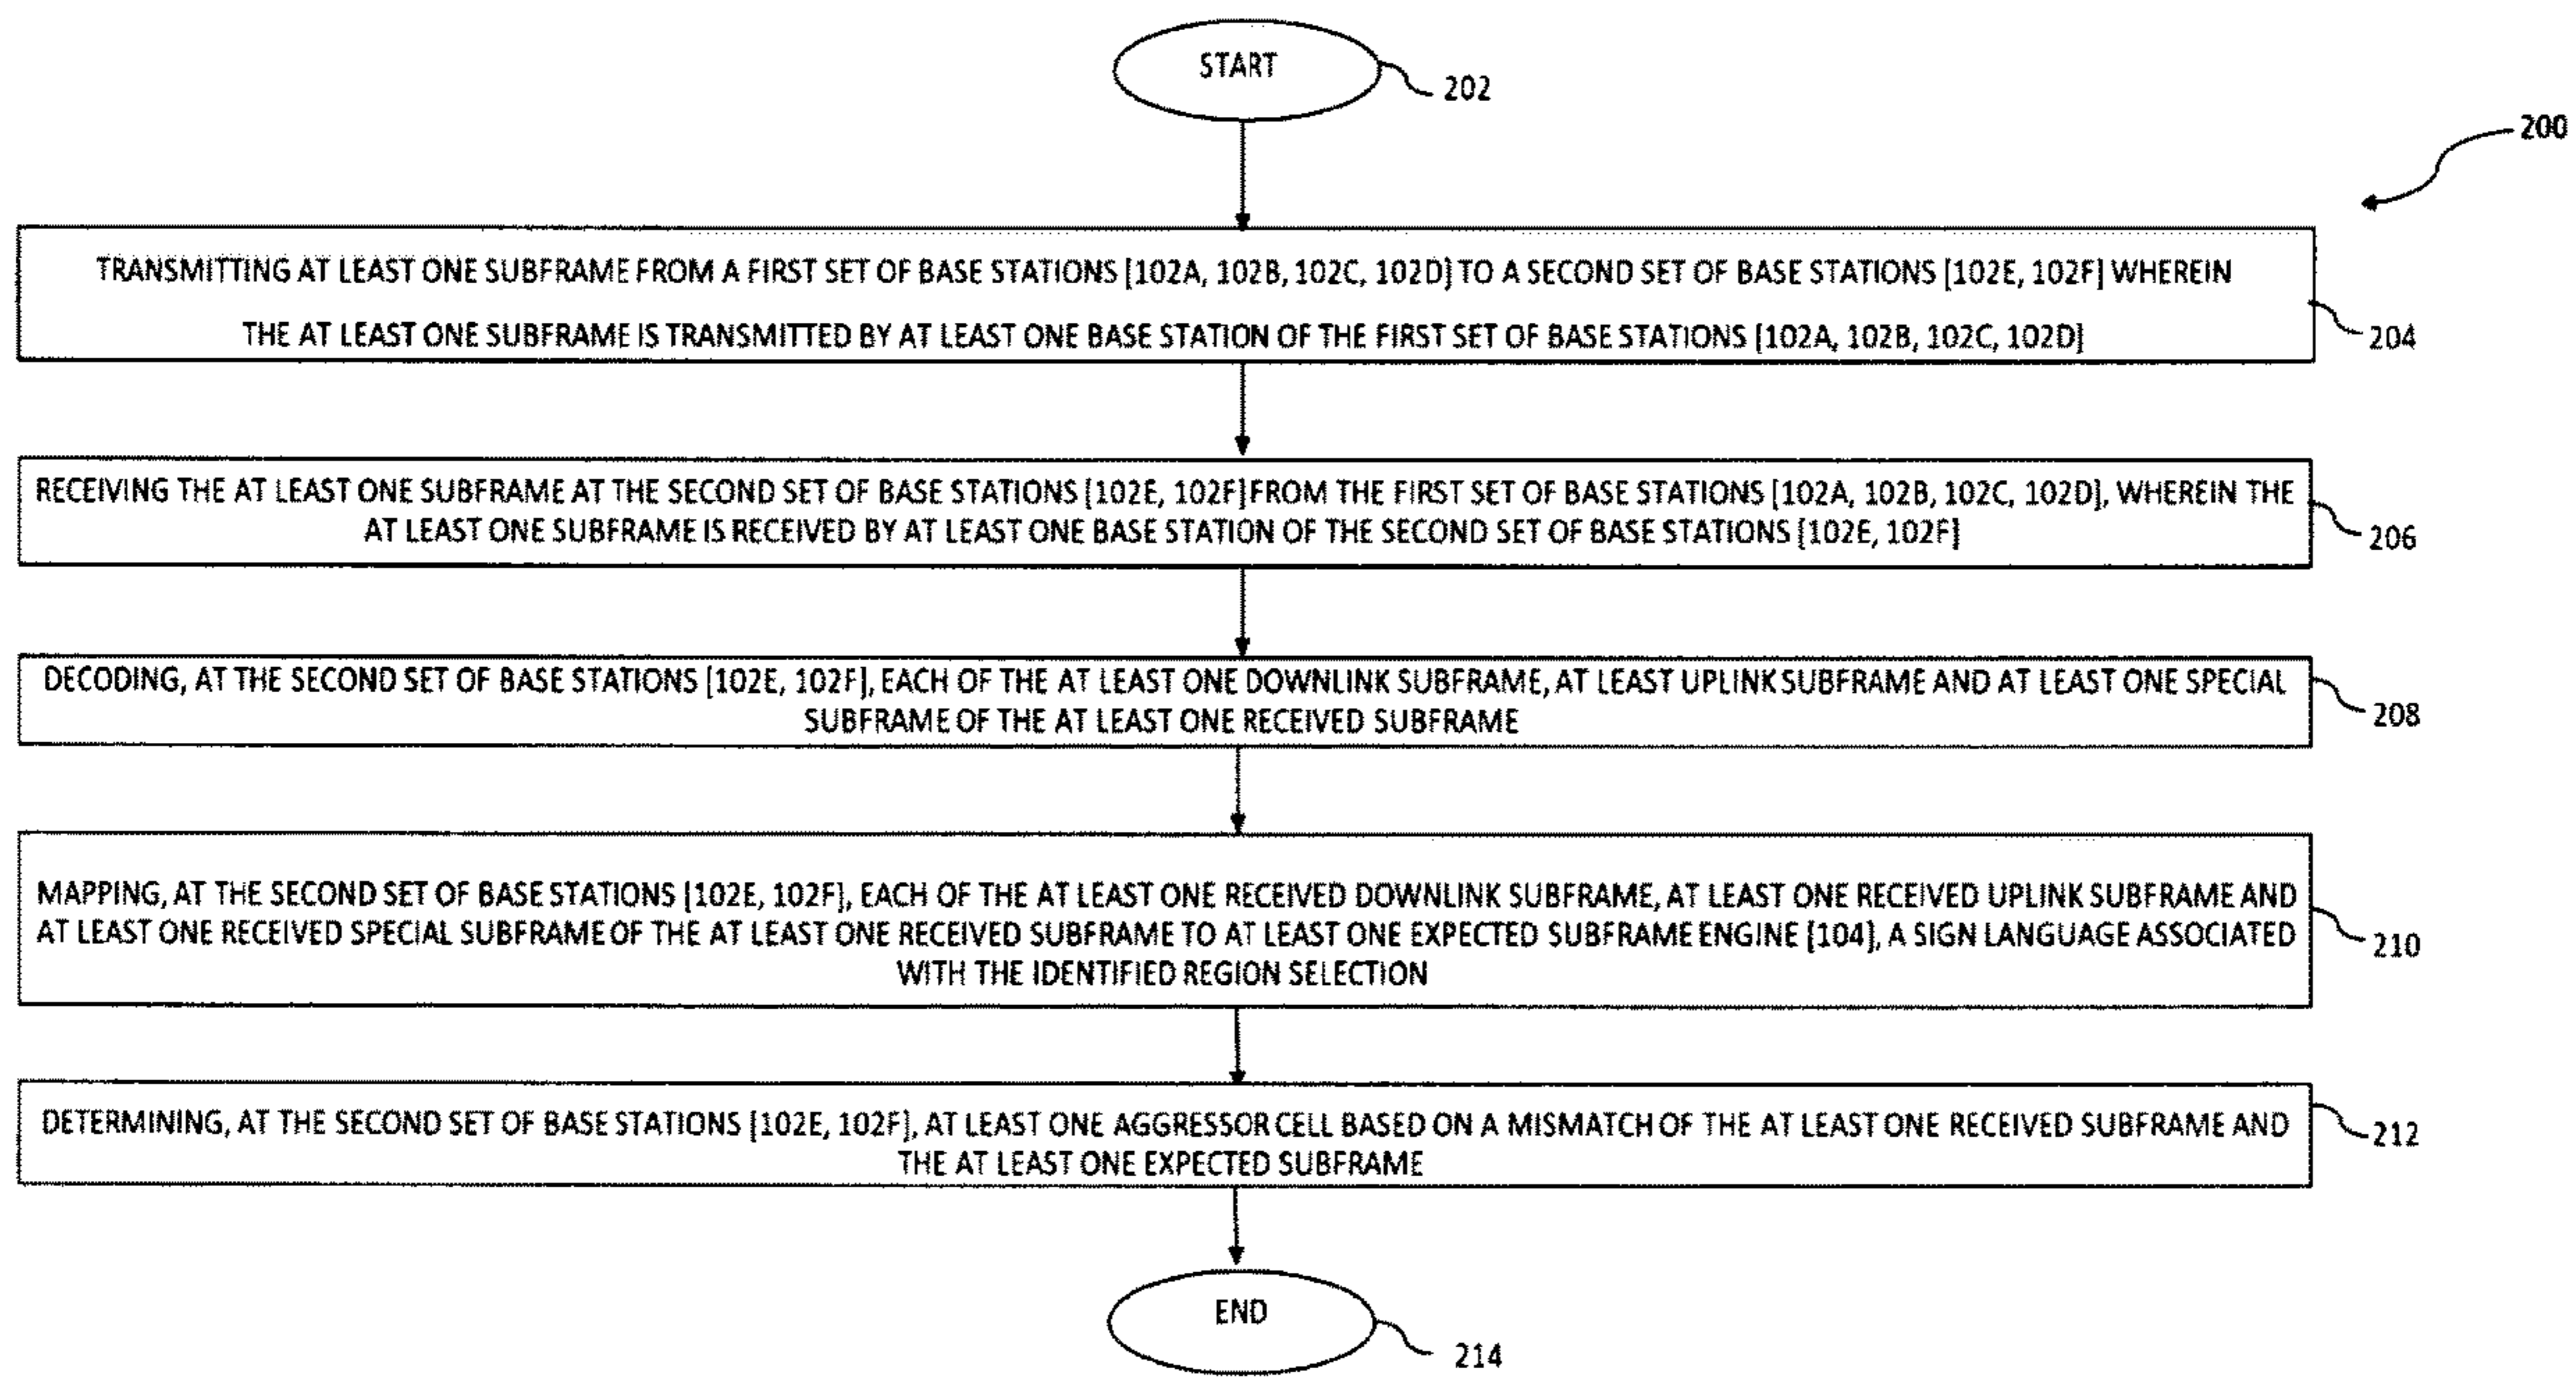 START
202
200
TRANSMITTING AT LEAST ONE SUBFRAME FROM A FIRST SET OF BASE STATIONS [102A, 102B, 102C, 102D] TO A SECOND SET OF BASE STATIONS [102E, 102F] WHEREIN
THE AT LEAST ONE SUBFRAME IS TRANSMITTED BY AT LEAST ONE BASE STATION OF THE FIRST SET OF BASE STATIONS [102A, 102B, 102C, 102D]
204
RECEIVING THE AT LEAST ONE SUBFRAME AT THE SECOND SET OF BASE STATIONS [102E, 102F] FROM THE FIRST SET OF BASE STATIONS [102A, 102B, 102C, 102D], WHEREIN THE
AT LEAST ONE SUBFRAME IS RECEIVED BY AT LEAST ONE BASE STATION OF THE SECOND SET OF BASE STATIONS [102E, 102F]
206
DECODING, AT THE SECOND SET OF BASE STATIONS [102E, 102F], EACH OF THE AT LEAST ONE DOWNLINK SUBFRAME, AT LEAST UPLINK SUBFRAME AND AT LEAST ONE SPECIAL
SUBFRAME OF THE AT LEAST ONE RECEIVED SUBFRAME
208
MAPPING, AT THE SECOND SET OF BASE STATIONS [102E, 102F], EACH OF THE AT LEAST ONE RECEIVED DOWNLINK SUBFRAME, AT LEAST ONE RECEIVED UPLINK SUBFRAME AND
AT LEAST ONE RECEIVED SPECIAL SUBFRAME OF THE AT LEAST ONE RECEIVED SUBFRAME TO AT LEAST ONE EXPECTED SUBFRAME ENGINE [104], A SIGN LANGUAGE ASSOCIATED
WITH THE IDENTIFIED REGION SELECTION
210
DETERMINING, AT THE SECOND SET OF BASE STATIONS [102E, 102F], AT LEAST ONE AGGRESSOR CELL BASED ON A MISMATCH OF THE AT LEAST ONE RECEIVED SUBFRAME AND
THE AT LEAST ONE EXPECTED SUBFRAME
212
END
214